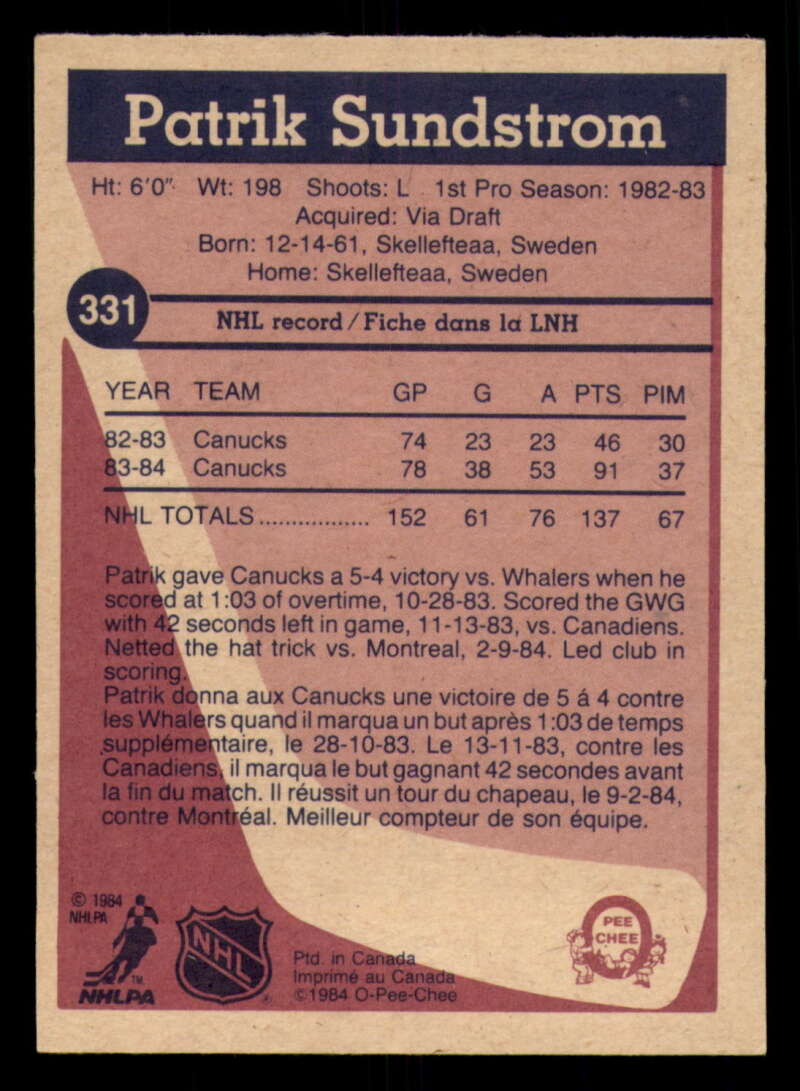 Patrik Sundstrom
Ht: 6'0" Wt: 198 Shoots: L 1st Pro Season: 1982-83
Acquired: Via Draft
Born: 12-14-61, Skellefteaa, Sweden
Home: Skellefteaa, Sweden
331
NHL record / Fiche dans la LNH
YEAR TEAM GP G A PTS PIM
82-83 Canucks 74 23 23 46 30
83-84 Canucks 78 38 53 91 37
NHL TOTALS................. 152 61 76 137 67
Patrik gave Canucks a 5-4 victory vs. Whalers when he
scored at 1:03 of overtime, 10-28-83. Scored the GWG
with 42 seconds left in game, 11-13-83, vs. Canadiens.
Netted the hat trick vs. Montreal, 2-9-84. Led club in
scoring.
Patrik donna aux Canucks une victoire de 5 á 4 contre
les Whalers quand il marqua un but après 1:03 de temps
supplémentaire, le 28-10-83. Le 13-11-83, contre les
Canadiens, il marqua le but gagnant 42 secondes avant
la fin du match. Il réussit un tour du chapeau, le 9-2-84,
contre Montréal. Meilleur compteur de son équipe.
© 1984
NHLPA
TM
NHLPA
NHL
Ptd. in Canada
Imprimé au Canada
©1984 O-Pee-Chee
O
PEE
CHEE